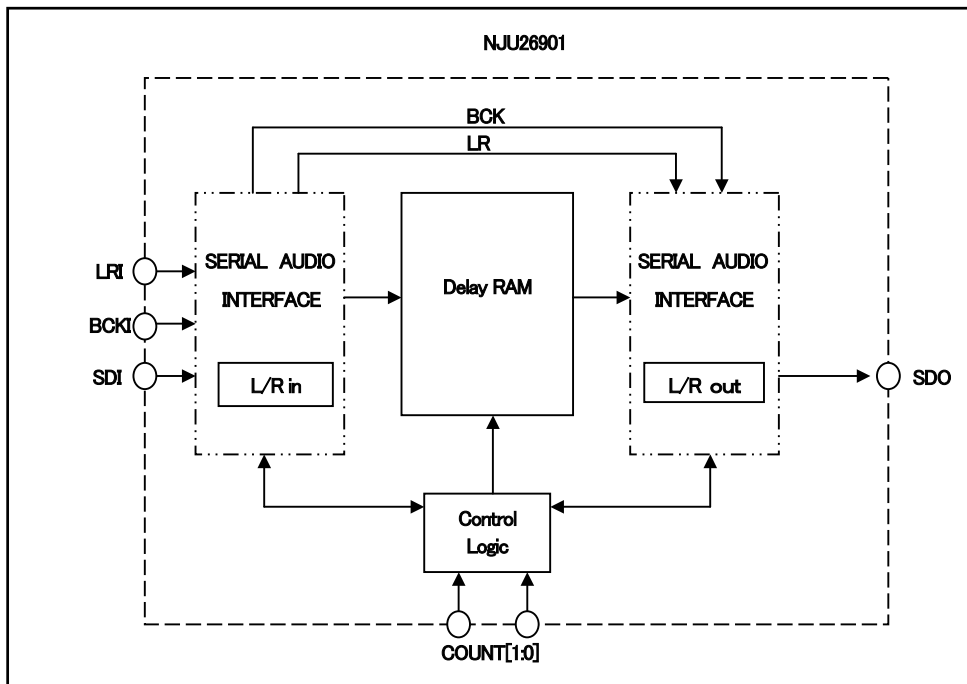 NJU26901
BCK
LR
SERIAL AUDIO
INTERFACE
L/R in
Delay RAM
SERIAL AUDIO
INTERFACE
L/R out
LRI
BCKI
SDI
SDO
Control
Logic
COUNT[1:0]